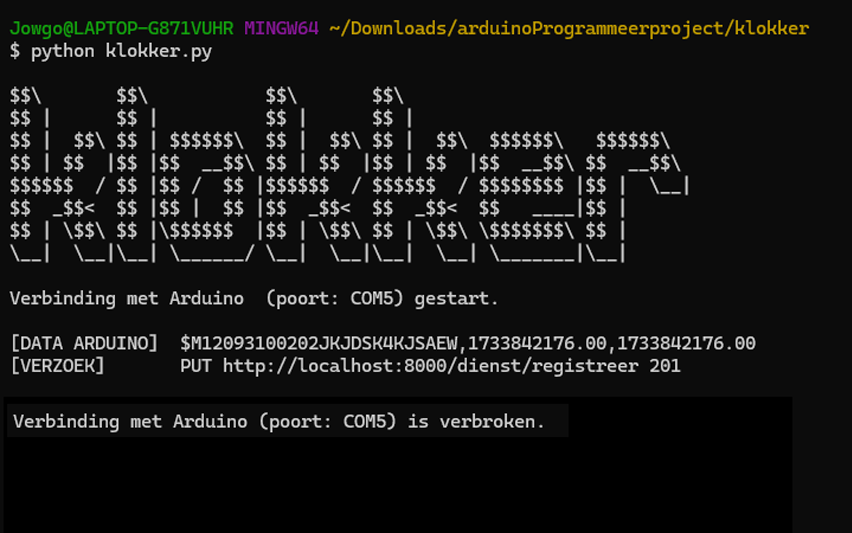 Jowgo@LAPTOP-G871VUHR MINGW64 ~/Downloads/arduinoProgrammeerproject/klokker
$ python klokker.py
$$\       $$\           $$\       $$\
$$ |      $$ |          $$ |      $$ |
$$ |  $$\ $$ | $$$$$$\  $$ |  $$\ $$ |  $$\  $$$$$$\   $$$$$$\
$$ | $$  |$$ |$$  __$$\ $$ | $$  |$$ | $$  |$$  __$$\ $$  __$$\
$$$$$$  / $$ |$$ /  $$ |$$$$$$  / $$$$$$  / $$$$$$$$ |$$ |  \__|
$$  _$$<  $$ |$$ |  $$ |$$  _$$<  $$  _$$<  $$   ____|$$ |
$$ | \$$\ $$ |\$$$$$$  |$$ | \$$\ $$ | \$$\ \$$$$$$$\ $$ |
\__|  \__|\__| \______/ \__|  \__|\__|  \__| \_______|\__|
Verbinding met Arduino  (poort: COM5) gestart.
[DATA ARDUINO]  $M12093100202JKJDSK4KJSAEW,1733842176.00,1733842176.00
[VERZOEK]       PUT http://localhost:8000/dienst/registreer 201
Verbinding met Arduino (poort: COM5) is verbroken.